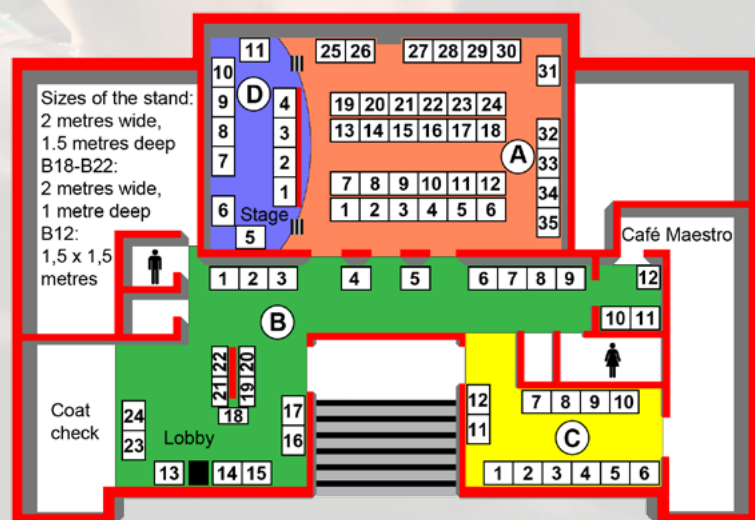 11
25 26
27 28 29 30
10
31
Sizes of the stand:
2 metres wide,
1.5 metres deep
B18-B22:
2 metres wide,
1 metre deep
B12:
1,5 x 1,5
metres
D
9
4
19 20 21 22 23 24
8
3
13 14 15 16 17 18
32
7
2
A
33
1
7 8 9 10 11 12
34
6
Stage
1 2 3 4 5 6
35
5
Café Maestro
1 2 3
4
5
6 7 8 9
12
B
10 11
22 20
21 19
18
24
23
Coat
check
Lobby
17
16
13
14 15
12
11
7 8 9 10
C
1 2 3 4 5 6